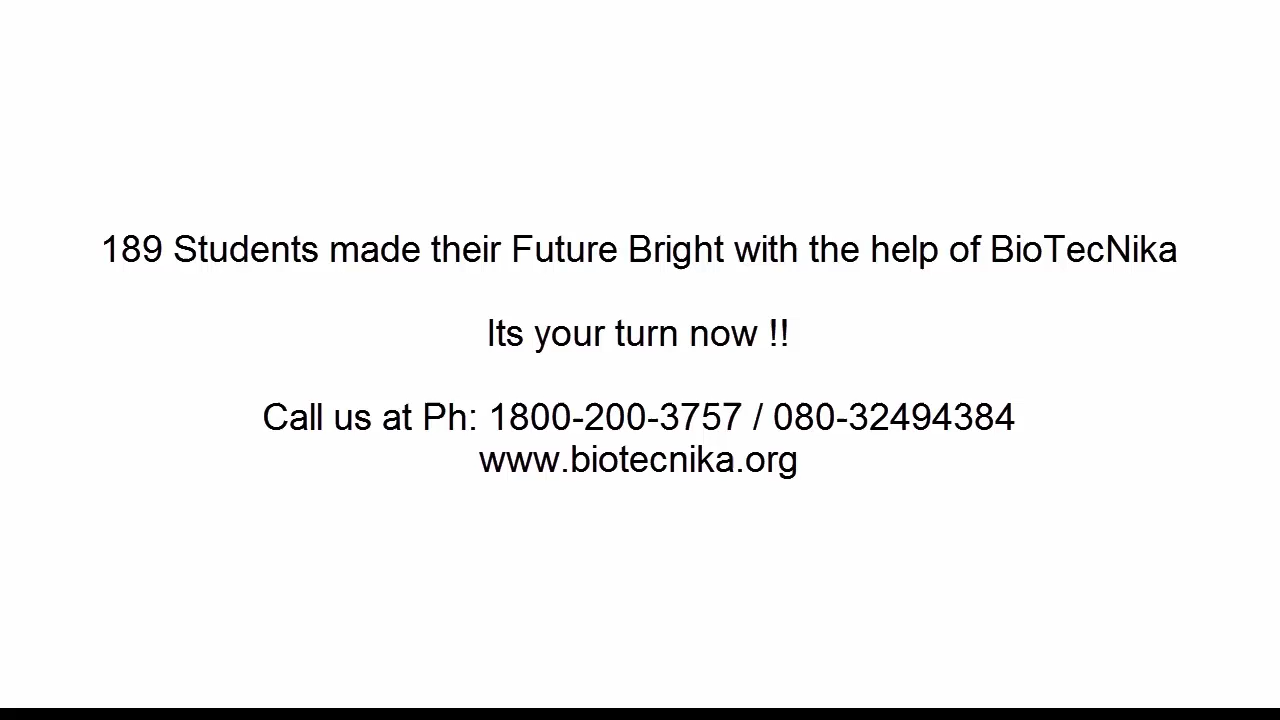 189 Students made their Future Bright with the help of BioTecNika
Its your turn now !!
Call us at Ph: 1800-200-3757 / 080-32494384
www.biotecnika.org